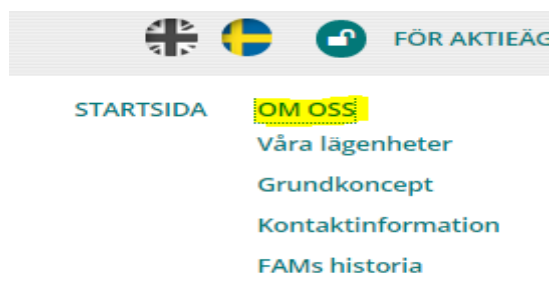 FÖR AKTIEÄG
STARTSIDA OM OSS
Våra lägenheter
Grundkoncept
Kontaktinformation
FAMs historia